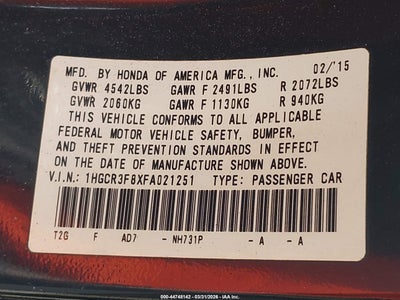 MFD. BY HONDA OF AMERICA MFG., INC. 02/'15
GVWR 4542LBS GAWR F 2491LBS R 2072LBS
GVWR 2060KG GAWR F 1130KG R 940KG
THIS VEHICLE CONFORMS TO ALL APPLICABLE
FEDERAL MOTOR VEHICLE SAFETY, BUMPER,
AND THEFT PREVENTION STANDARDS IN EFFECT
ON THE DATE OF MANUFACTURE SHOWN ABOVE.
V.I.N.: 1HGCR3F8XFA021251 TYPE: PASSENGER CAR
T2G F AD7 - NH731P - A - A
000-44748142 - 03/31/2026 - IAA Inc.